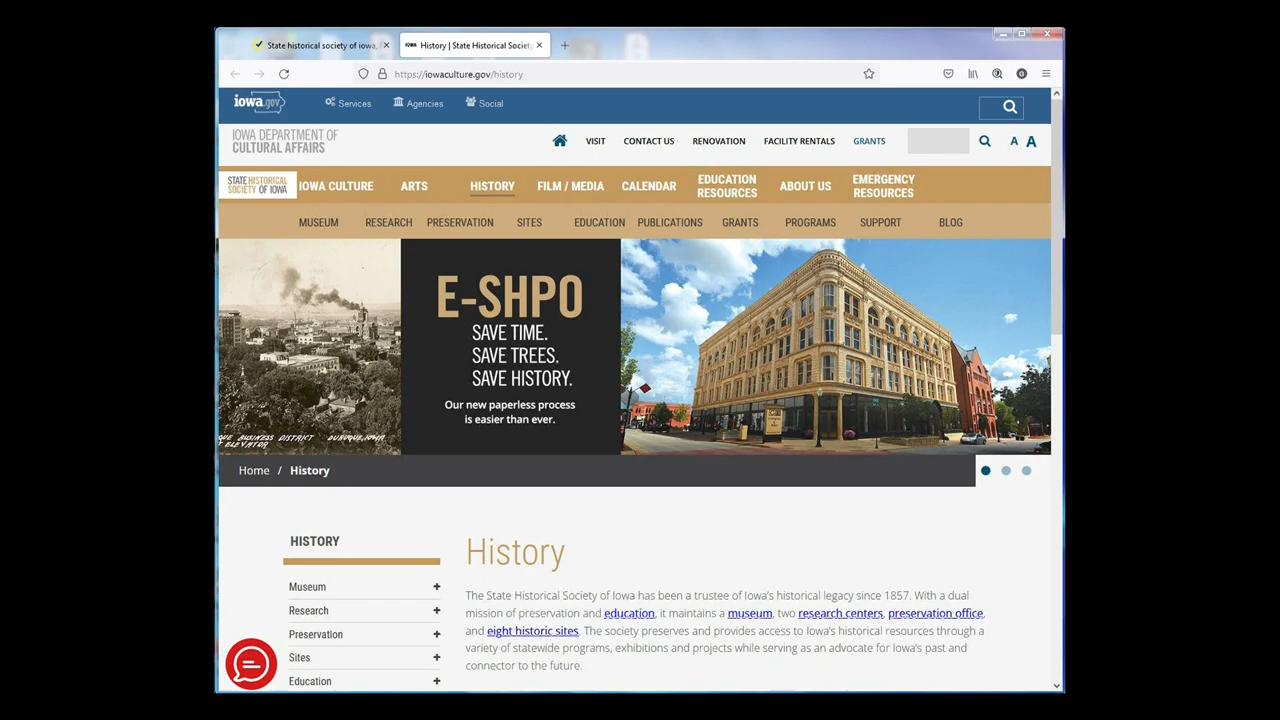 State historical society of iowa,
History | State Historical Society
https://iowaculture.gov/history
iowa.gov
Services
Agencies
Social
IOWA DEPARTMENT OF
CULTURAL AFFAIRS
VISIT
CONTACT US
RENOVATION
FACILITY RENTALS
GRANTS
A A
STATE HISTORICAL
SOCIETY OF IOWA
IOWA CULTURE
ARTS
HISTORY
FILM / MEDIA
CALENDAR
EDUCATION
RESOURCES
ABOUT US
EMERGENCY
RESOURCES
MUSEUM
RESEARCH
PRESERVATION
SITES
EDUCATION
PUBLICATIONS
GRANTS
PROGRAMS
SUPPORT
BLOG
E-SHPO
SAVE TIME.
SAVE TREES.
SAVE HISTORY.
Our new paperless process
is easier than ever.
QUE BUSINESS DISTRICT DUBUQUE, IOWA
ELEVATOR
Home / History
HISTORY
Museum +
Research +
Preservation +
Sites +
Education +
History
The State Historical Society of Iowa has been a trustee of Iowa's historical legacy since 1857. With a dual
mission of preservation and education, it maintains a museum, two research centers, preservation office,
and eight historic sites. The society preserves and provides access to Iowa's historical resources through a
variety of statewide programs, exhibitions and projects while serving as an advocate for Iowa's past and
connector to the future.